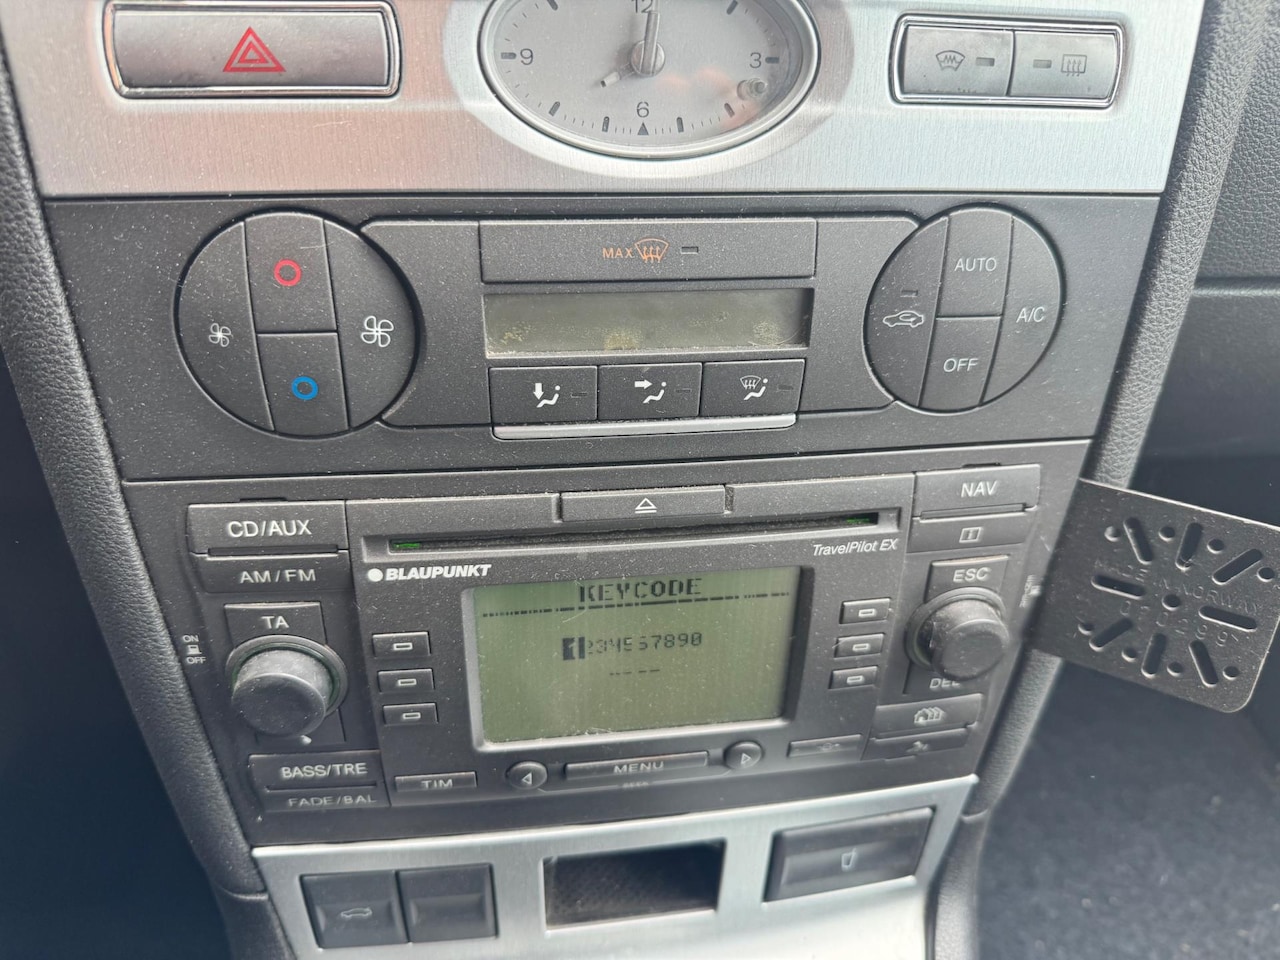 12
9
3
6
MAX
AUTO
A/C
OFF
NAV
CD/AUX
TravelPilot EX
BLAUPUNKT
AM/FM
ESC
KEYCODE
TA
1234567890
----
ON
OFF
DEL
MADE IN NORWAY
BASS/TRE
MENU
TIM
FADE/BAL